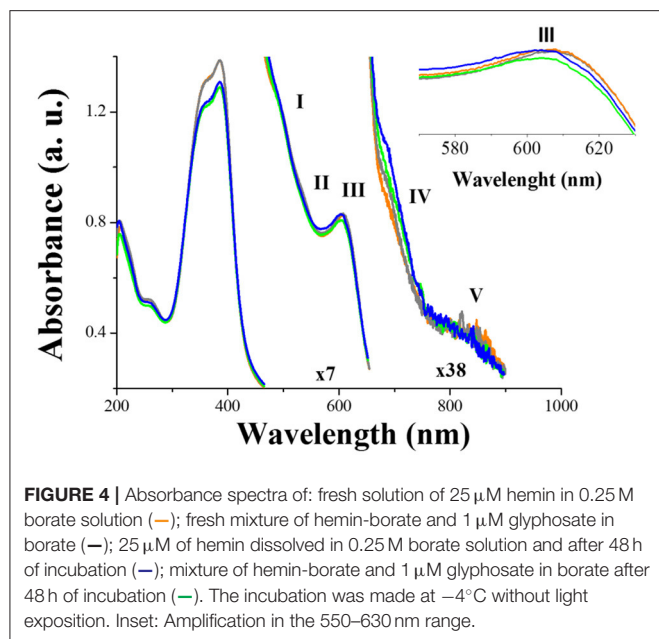 III
1.2
0.8
0.4
Absorbance (a. u.)
I
II
III
IV
V
580
600
620
Wavelenght (nm)
x7
x38
200
400
600
800
1000
Wavelength (nm)
FIGURE 4 | Absorbance spectra of: fresh solution of 25 μM hemin in 0.25 M
borate solution (—); fresh mixture of hemin-borate and 1 μM glyphosate in
borate (—); 25 μM of hemin dissolved in 0.25 M borate solution and after 48 h
of incubation (—); mixture of hemin-borate and 1 μM glyphosate in borate after
48 h of incubation (—). The incubation was made at −4°C without light
exposition. Inset: Amplification in the 550–630 nm range.